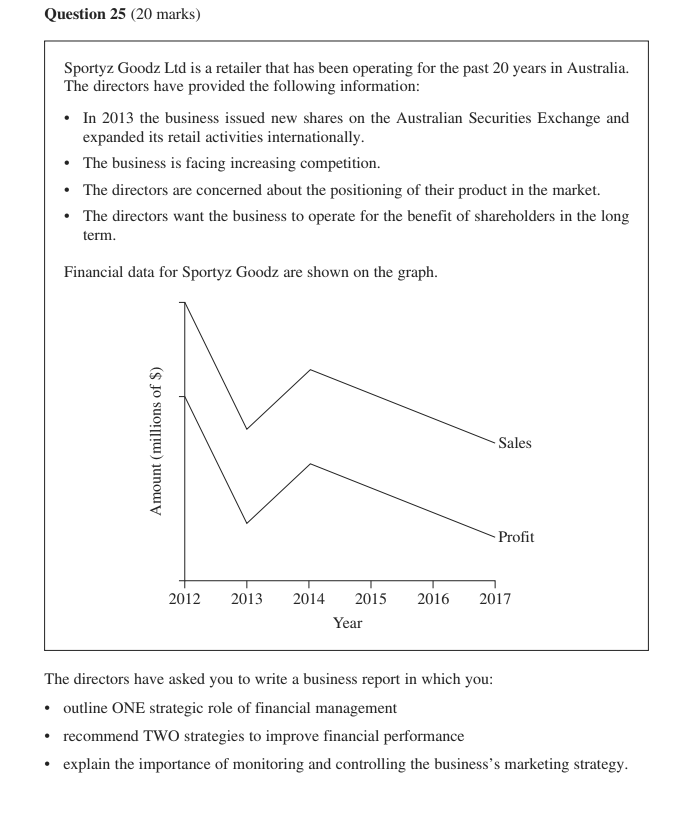 Question 25 (20 marks)
Sportyz Goodz Ltd is a retailer that has been operating for the past 20 years in Australia.
The directors have provided the following information:
• In 2013 the business issued new shares on the Australian Securities Exchange and
expanded its retail activities internationally.
• The business is facing increasing competition.
• The directors are concerned about the positioning of their product in the market.
• The directors want the business to operate for the benefit of shareholders in the long
term.
Financial data for Sportyz Goodz are shown on the graph.
Amount (millions of $)
Sales
Profit
2012 2013 2014 2015 2016 2017
Year
The directors have asked you to write a business report in which you:
• outline ONE strategic role of financial management
• recommend TWO strategies to improve financial performance
• explain the importance of monitoring and controlling the business's marketing strategy.